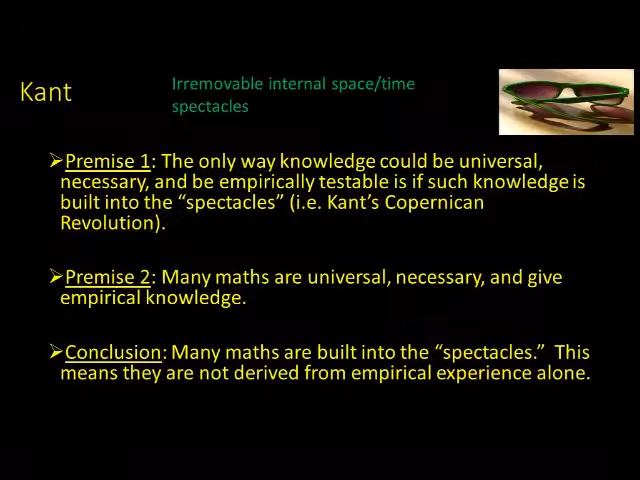 Kant
Irremovable internal space/time
spectacles
➢Premise 1: The only way knowledge could be universal,
necessary, and be empirically testable is if such knowledge is
built into the “spectacles” (i.e. Kant’s Copernican
Revolution).
➢Premise 2: Many maths are universal, necessary, and give
empirical knowledge.
➢Conclusion: Many maths are built into the “spectacles.”  This
means they are not derived from empirical experience alone.